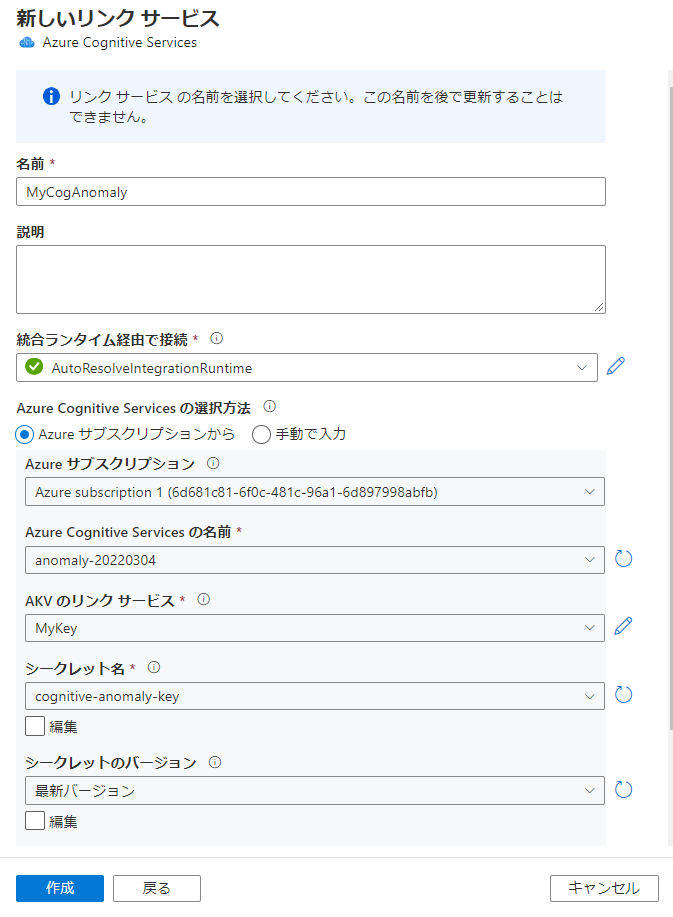 新しいリンク サービス
Azure Cognitive Services
リンク サービス の名前を選択してください。この名前を後で更新することは
できません。
名前 *
MyCogAnomaly
説明
統合ランタイム経由で接続 *
AutoResolveIntegrationRuntime
Azure Cognitive Services の選択方法
Azure サブスクリプションから 手動で入力
Azure サブスクリプション
Azure subscription 1 (6d681c81-6f0c-481c-96a1-6d897998abfb)
Azure Cognitive Services の名前 *
anomaly-20220304
AKV のリンク サービス *
MyKey
シークレット名 *
cognitive-anomaly-key
編集
シークレットのバージョン
最新バージョン
編集
作成 戻る キャンセル